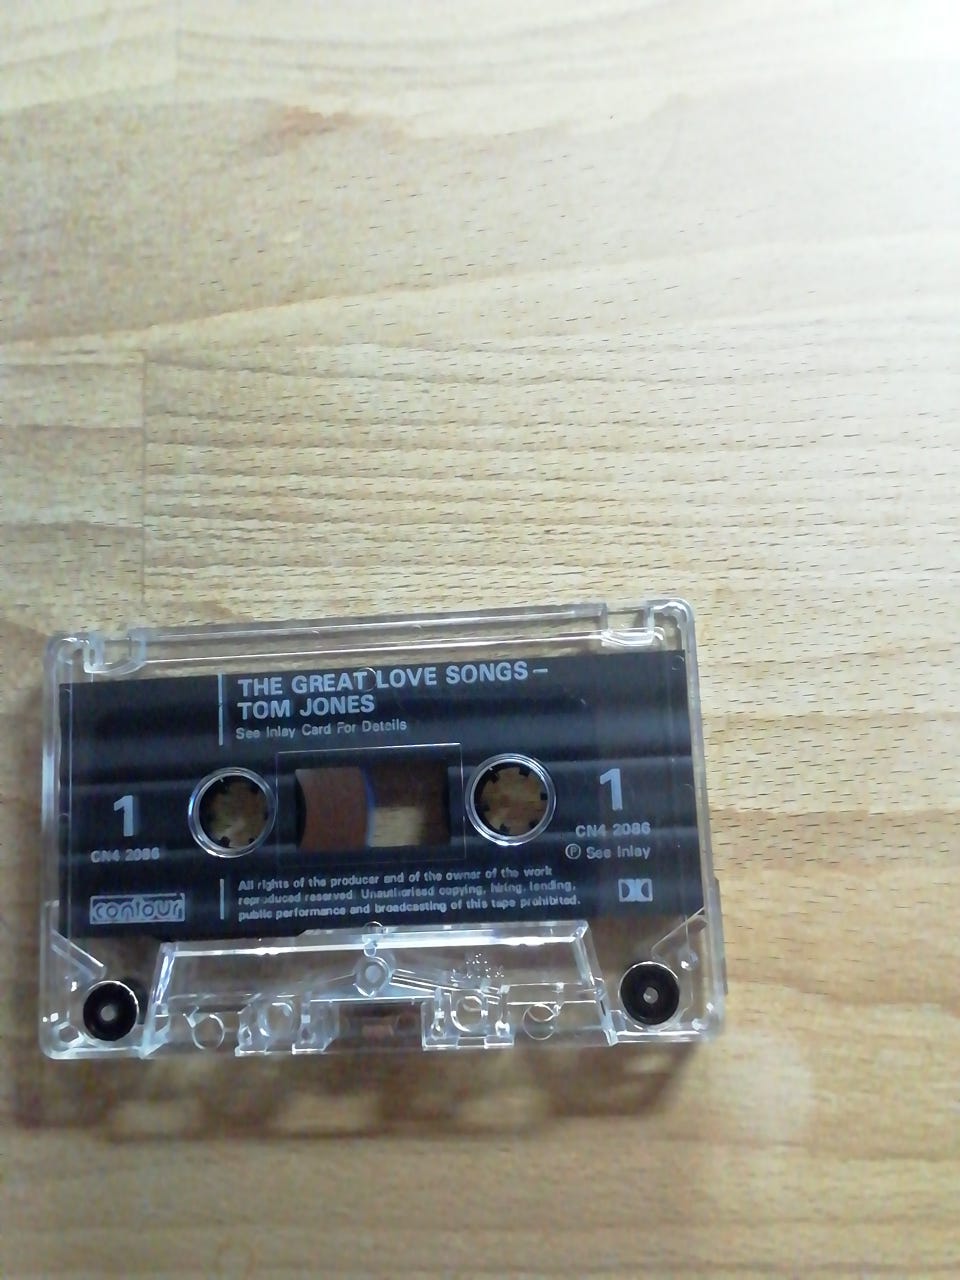 THE GREAT LOVE SONGS –
TOM JONES
See Inlay Card For Details
1
1
CN4 2086
CN4 2086
Ⓟ See Inlay
All rights of the producer and of the owner of the work
reproduced reserved. Unauthorised copying, hiring, lending,
public performance and broadcasting of this tape prohibited.
contour